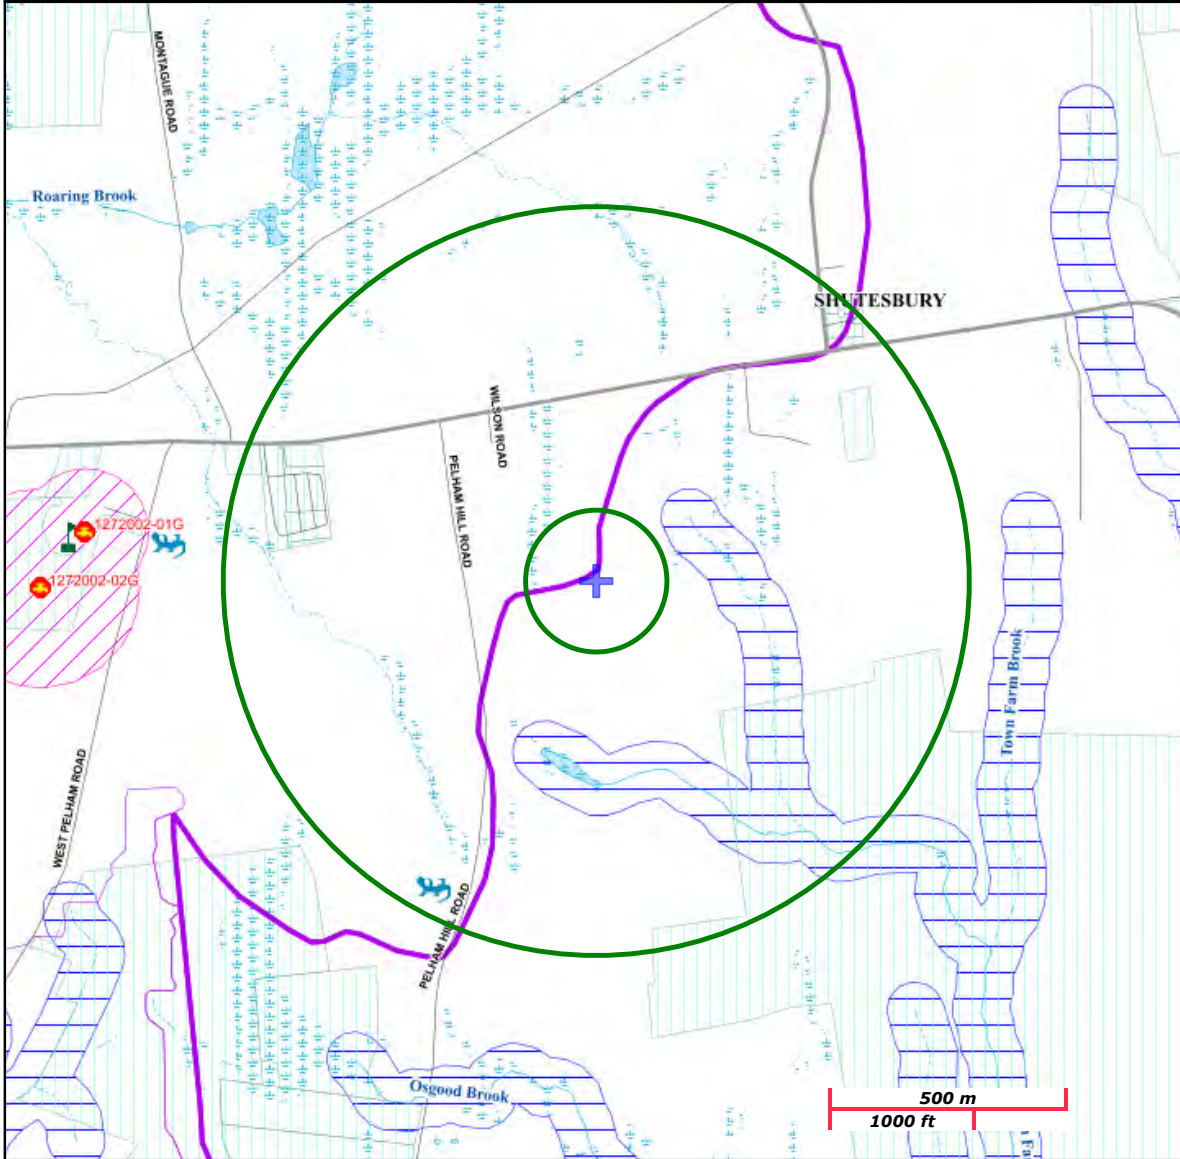 MONTAGUE ROAD
Roaring Brook
SHUTESBURY
WILSON ROAD
PELHAM HILL ROAD
1272002-01G
1272002-02G
Town Farm Brook
WEST PELHAM ROAD
PELHAM HILL ROAD
Osgood Brook
500 m
1000 ft